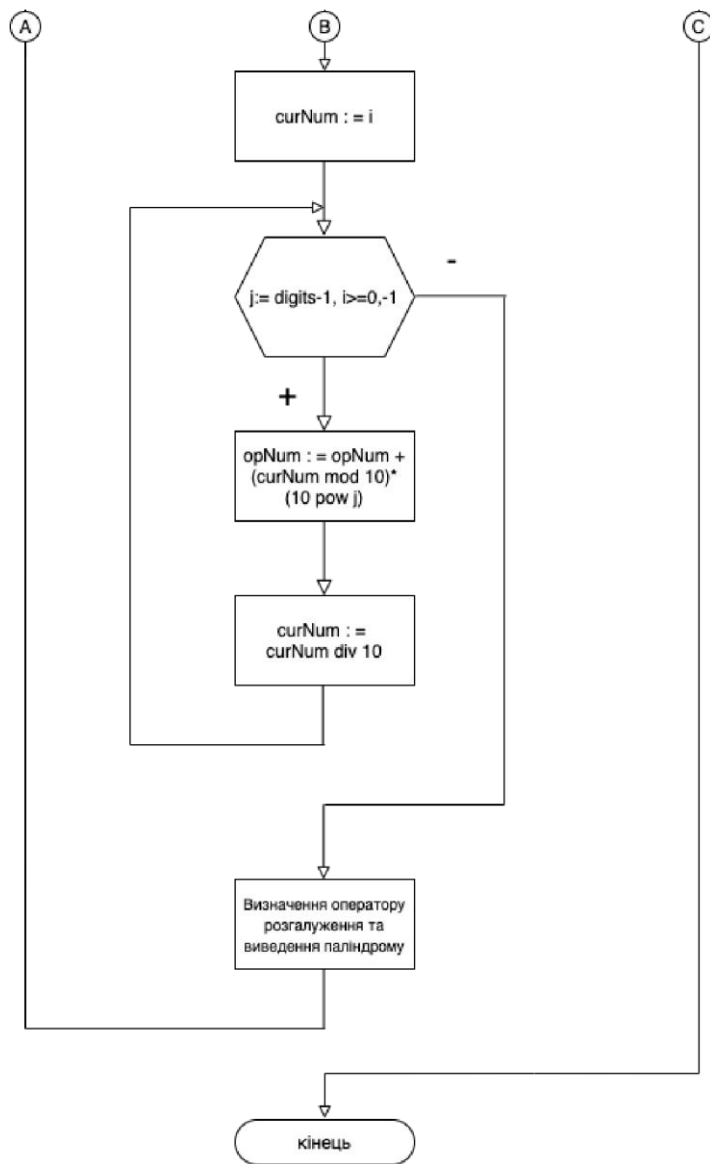 A
B
C
curNum : = i
-
j:= digits-1, i>=0,-1
+
opNum : = opNum +
(curNum mod 10)*
(10 pow j)
curNum : =
curNum div 10
Визначення оператору
розгалуження та
виведення паліндрому
кінець